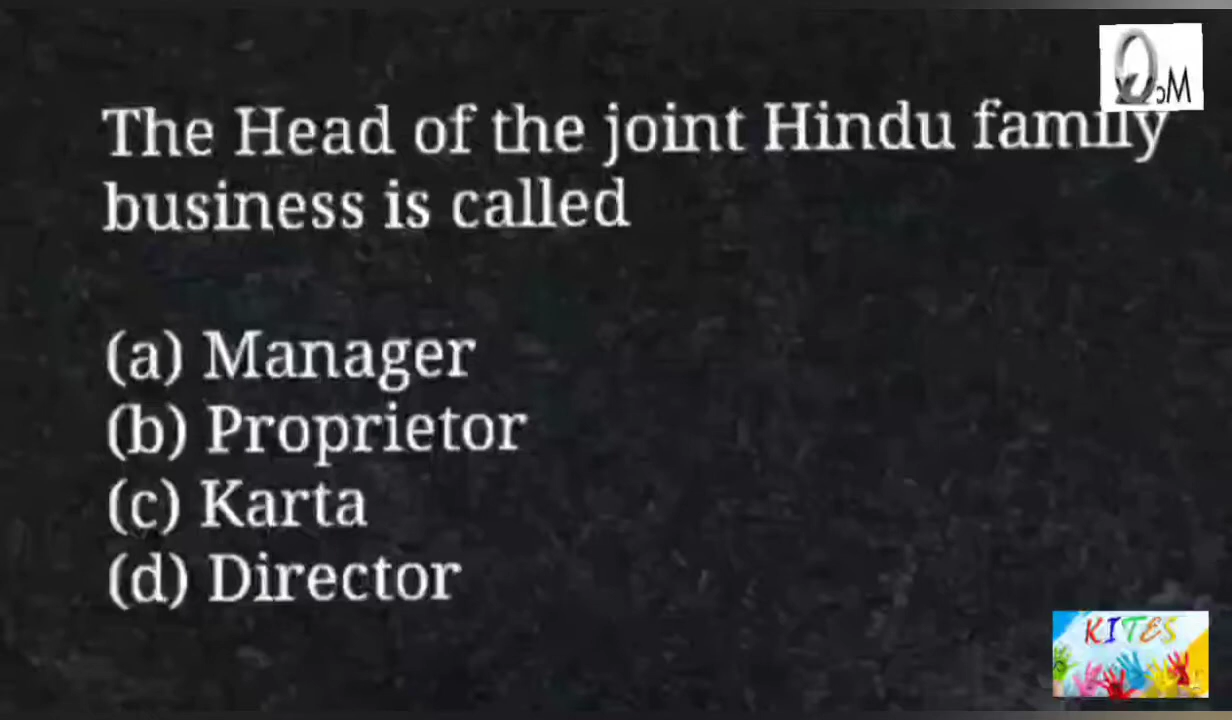 The Head of the joint Hindu family
business is called
(a) Manager
(b) Proprietor
(c) Karta
(d) Director
KITES